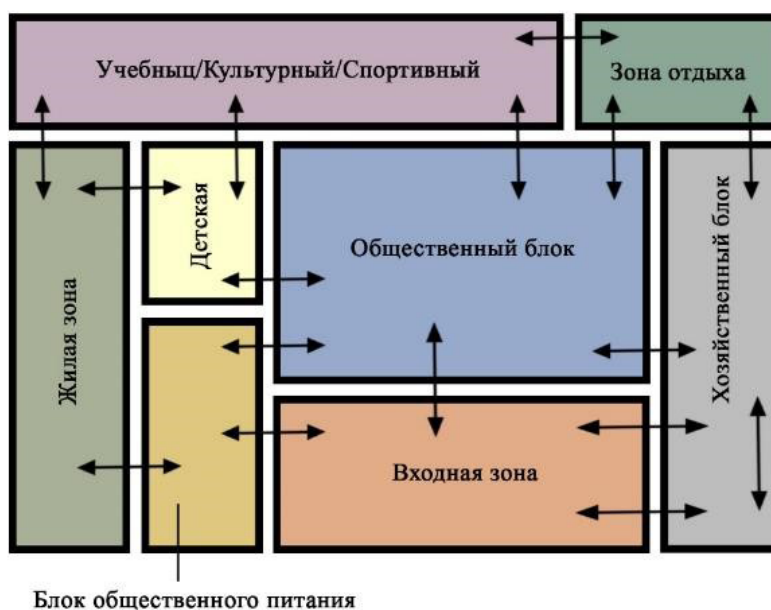 Учебныц/Культурный/Спортивный
Зона отдыха
Жилая зона
Детская
Общественный блок
Хозяйственный блок
Входная зона
Блок общественного питания